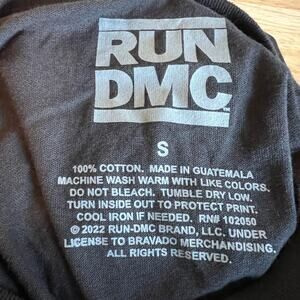 RUN
DMC™
S
100% COTTON. MADE IN GUATEMALA
MACHINE WASH WARM WITH LIKE COLORS.
DO NOT BLEACH. TUMBLE DRY LOW.
TURN INSIDE OUT TO PROTECT PRINT.
COOL IRON IF NEEDED. RN# 102050
© 2022 RUN-DMC BRAND, LLC. UNDER
LICENSE TO BRAVADO MERCHANDISING.
ALL RIGHTS RESERVED.